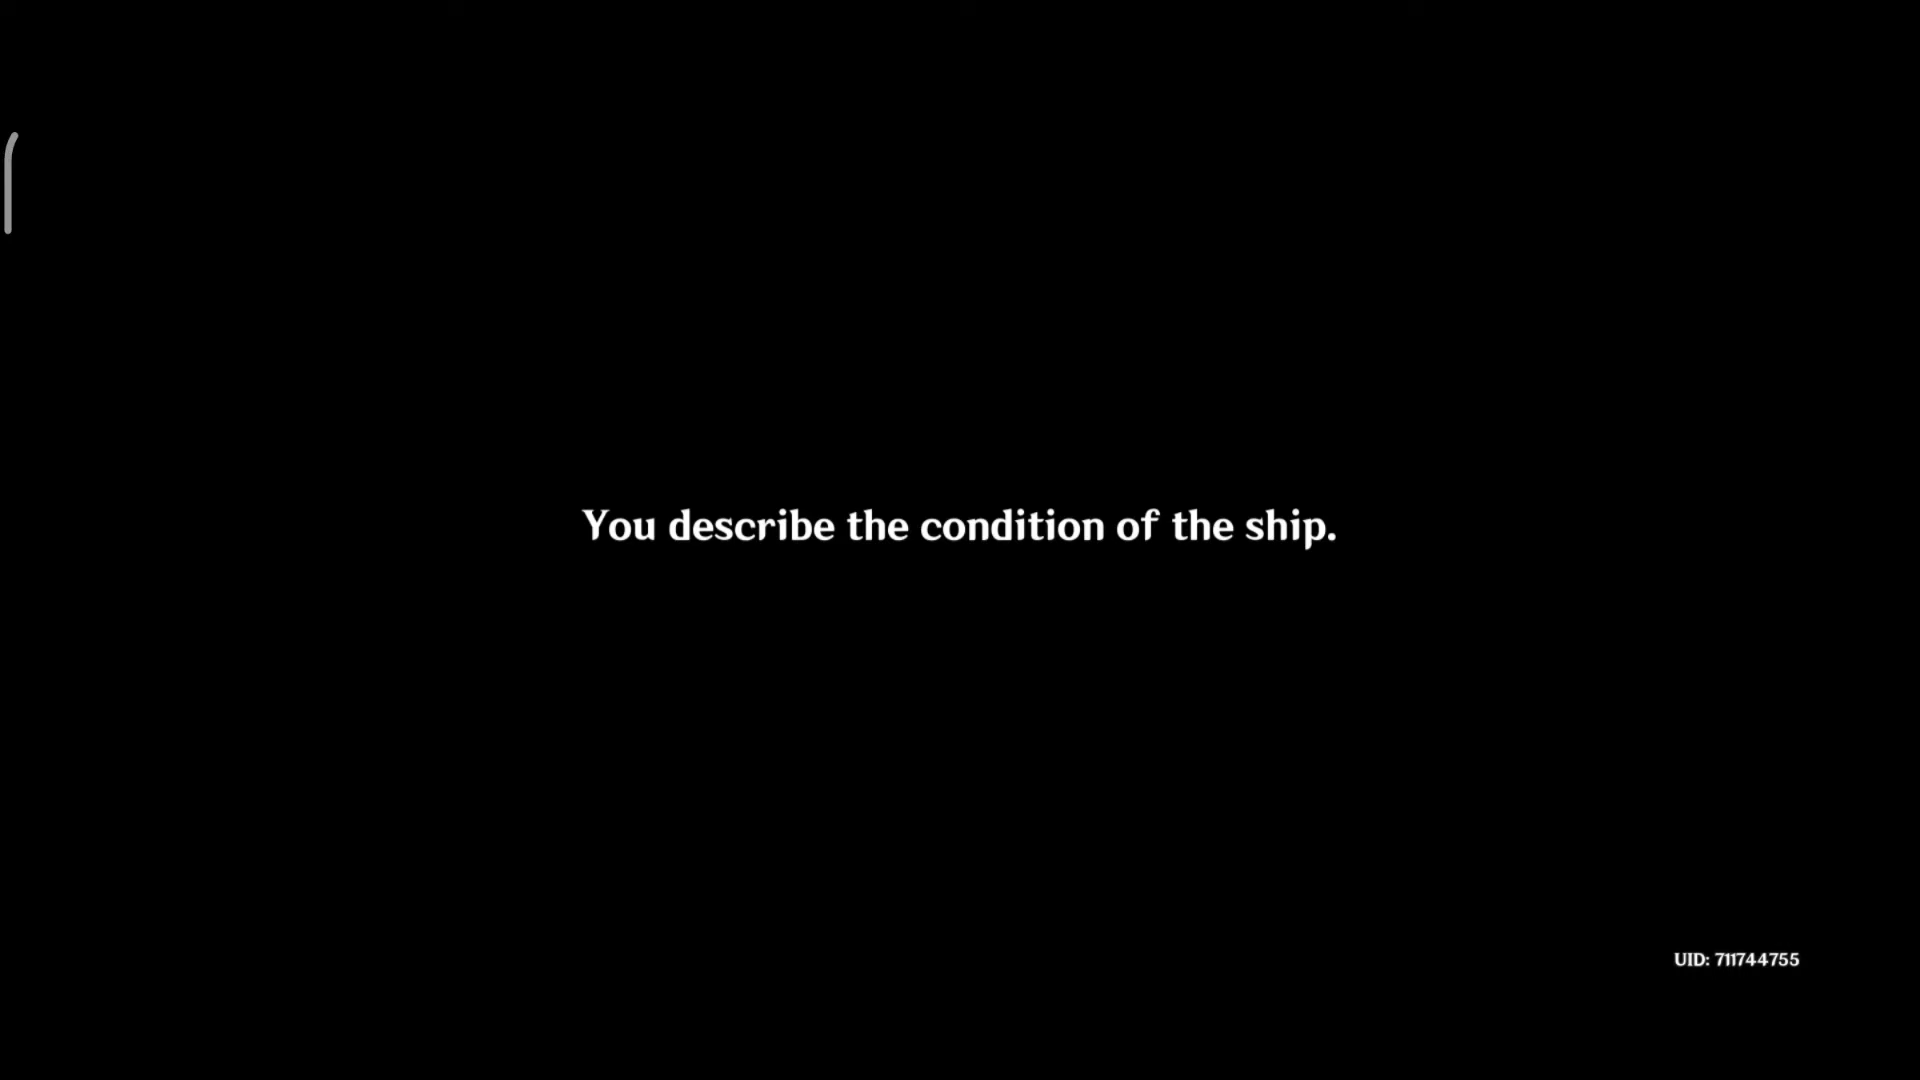 You describe the condition of the ship.
UID: 711744755